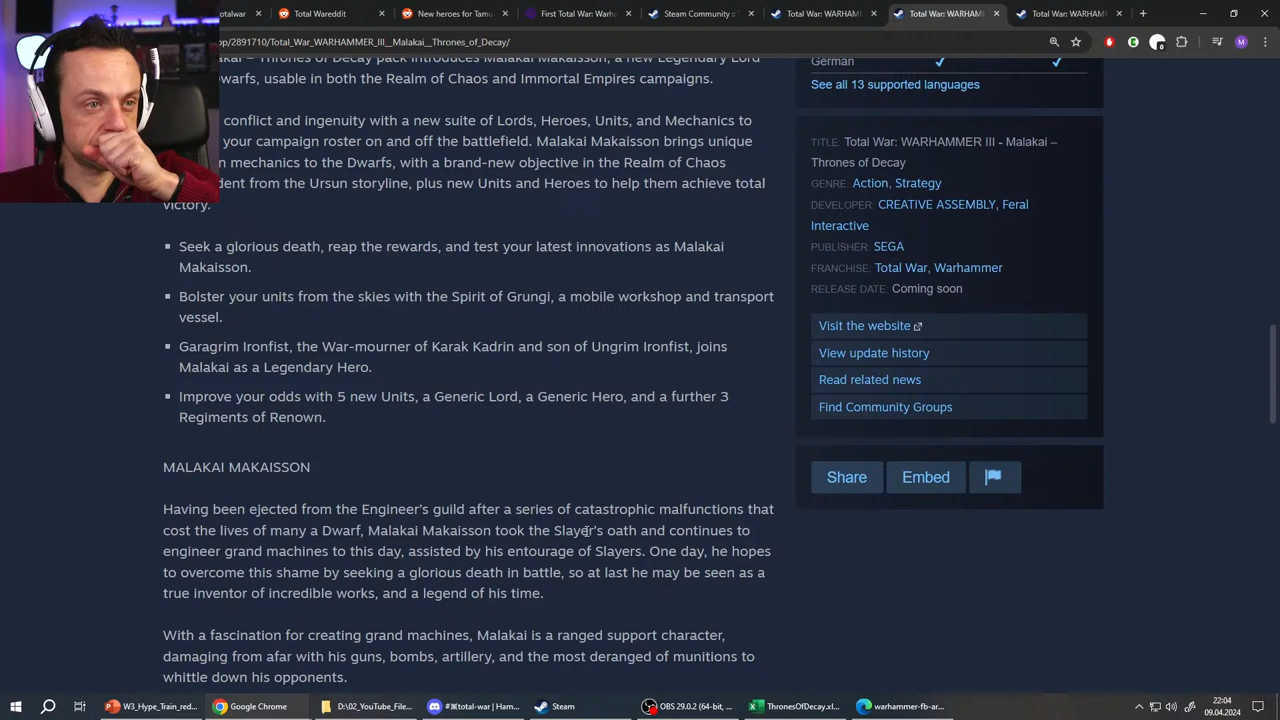 otalwar
Total Wareddit
New heroes for Tamu
First Total War: Warha
Steam Community ::
Total War: WARHAMM
Total War: WARHAMM
Total War: WARHAMM
pp/2891710/Total_War_WARHAMMER_III__Malakai__Thrones_of_Decay/
kai – Thrones of Decay pack introduces Malakai Makaisson, a new Legendary Lord
warfs, usable in both the Realm of Chaos and Immortal Empires campaigns.
conflict and ingenuity with a new suite of Lords, Heroes, Units, and Mechanics to
your campaign roster on and off the battlefield. Malakai Makaisson brings unique
n mechanics to the Dwarfs, with a brand-new objective in the Realm of Chaos
dent from the Ursun storyline, plus new Units and Heroes to help them achieve total
victory.
Seek a glorious death, reap the rewards, and test your latest innovations as Malakai
Makaisson.
Bolster your units from the skies with the Spirit of Grungi, a mobile workshop and transport
vessel.
Garagrim Ironfist, the War-mourner of Karak Kadrin and son of Ungrim Ironfist, joins
Malakai as a Legendary Hero.
Improve your odds with 5 new Units, a Generic Lord, a Generic Hero, and a further 3
Regiments of Renown.
MALAKAI MAKAISSON
Having been ejected from the Engineer's guild after a series of catastrophic malfunctions that
cost the lives of many a Dwarf, Malakai Makaisson took the Slayer's oath and continues to
engineer grand machines to this day, assisted by his entourage of Slayers. One day, he hopes
to overcome this shame by seeking a glorious death in battle, so at last he may be seen as a
true inventor of incredible works, and a legend of his time.
With a fascination for creating grand machines, Malakai is a ranged support character,
damaging from afar with his guns, bombs, artillery, and the most deranged of munitions to
whittle down his opponents.
German
See all 13 supported languages
TITLE: Total War: WARHAMMER III - Malakai –
Thrones of Decay
GENRE: Action, Strategy
DEVELOPER: CREATIVE ASSEMBLY, Feral
Interactive
PUBLISHER: SEGA
FRANCHISE: Total War, Warhammer
RELEASE DATE: Coming soon
Visit the website
View update history
Read related news
Find Community Groups
Share
Embed
W3_Hype_Train_red...
Google Chrome
D:\02_YouTube_File...
Steam
OBS 29.0.2 (64-bit, ...
ThronesOfDecay.xl...
warhammer-fb-ar...
22:04
09.04.2024